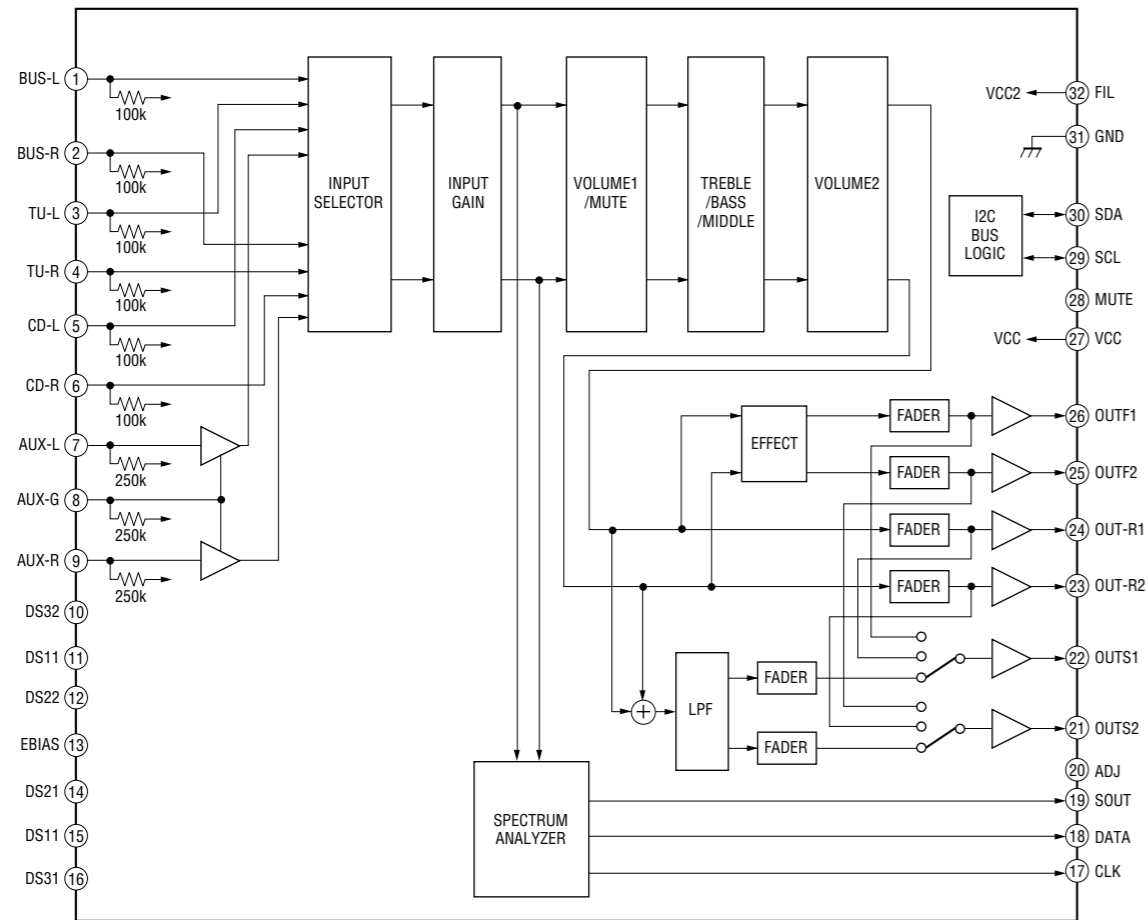 BUS-L 1
100k
BUS-R 2
100k
TU-L 3
100k
TU-R 4
100k
CD-L 5
100k
CD-R 6
100k
AUX-L 7
250k
AUX-G 8
250k
AUX-R 9
250k
DS32 10
DS11 11
DS22 12
EBIAS 13
DS21 14
DS11 15
DS31 16
INPUT
SELECTOR
INPUT
GAIN
VOLUME1
/MUTE
TREBLE
/BASS
/MIDDLE
VOLUME2
EFFECT
FADER
FADER
FADER
FADER
+
LPF
FADER
FADER
SPECTRUM
ANALYZER
VCC2
32 FIL
31 GND
I2C
BUS
LOGIC
30 SDA
29 SCL
28 MUTE
VCC
27 VCC
26 OUTF1
25 OUTF2
24 OUT-R1
23 OUT-R2
22 OUTS1
21 OUTS2
20 ADJ
19 SOUT
18 DATA
17 CLK